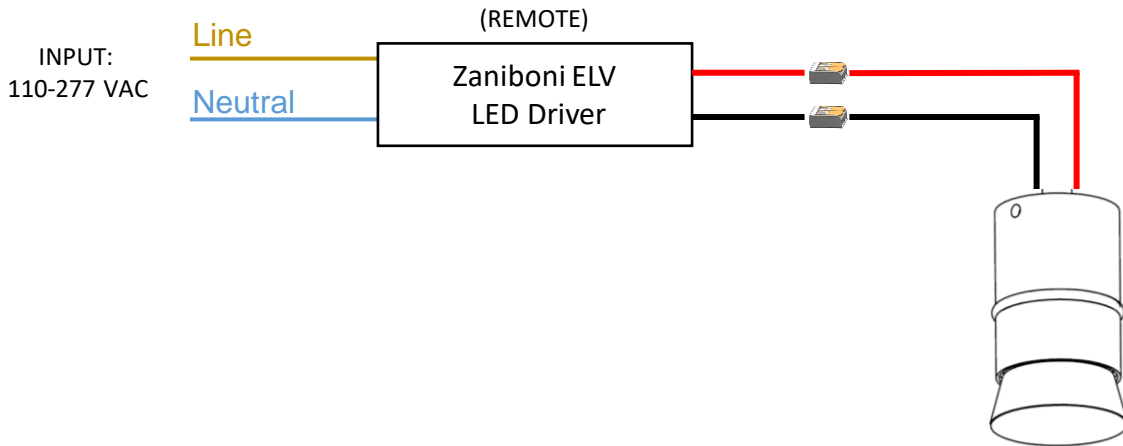 (REMOTE)
INPUT:
110-277 VAC
Line
Neutral
Zaniboni ELV
LED Driver